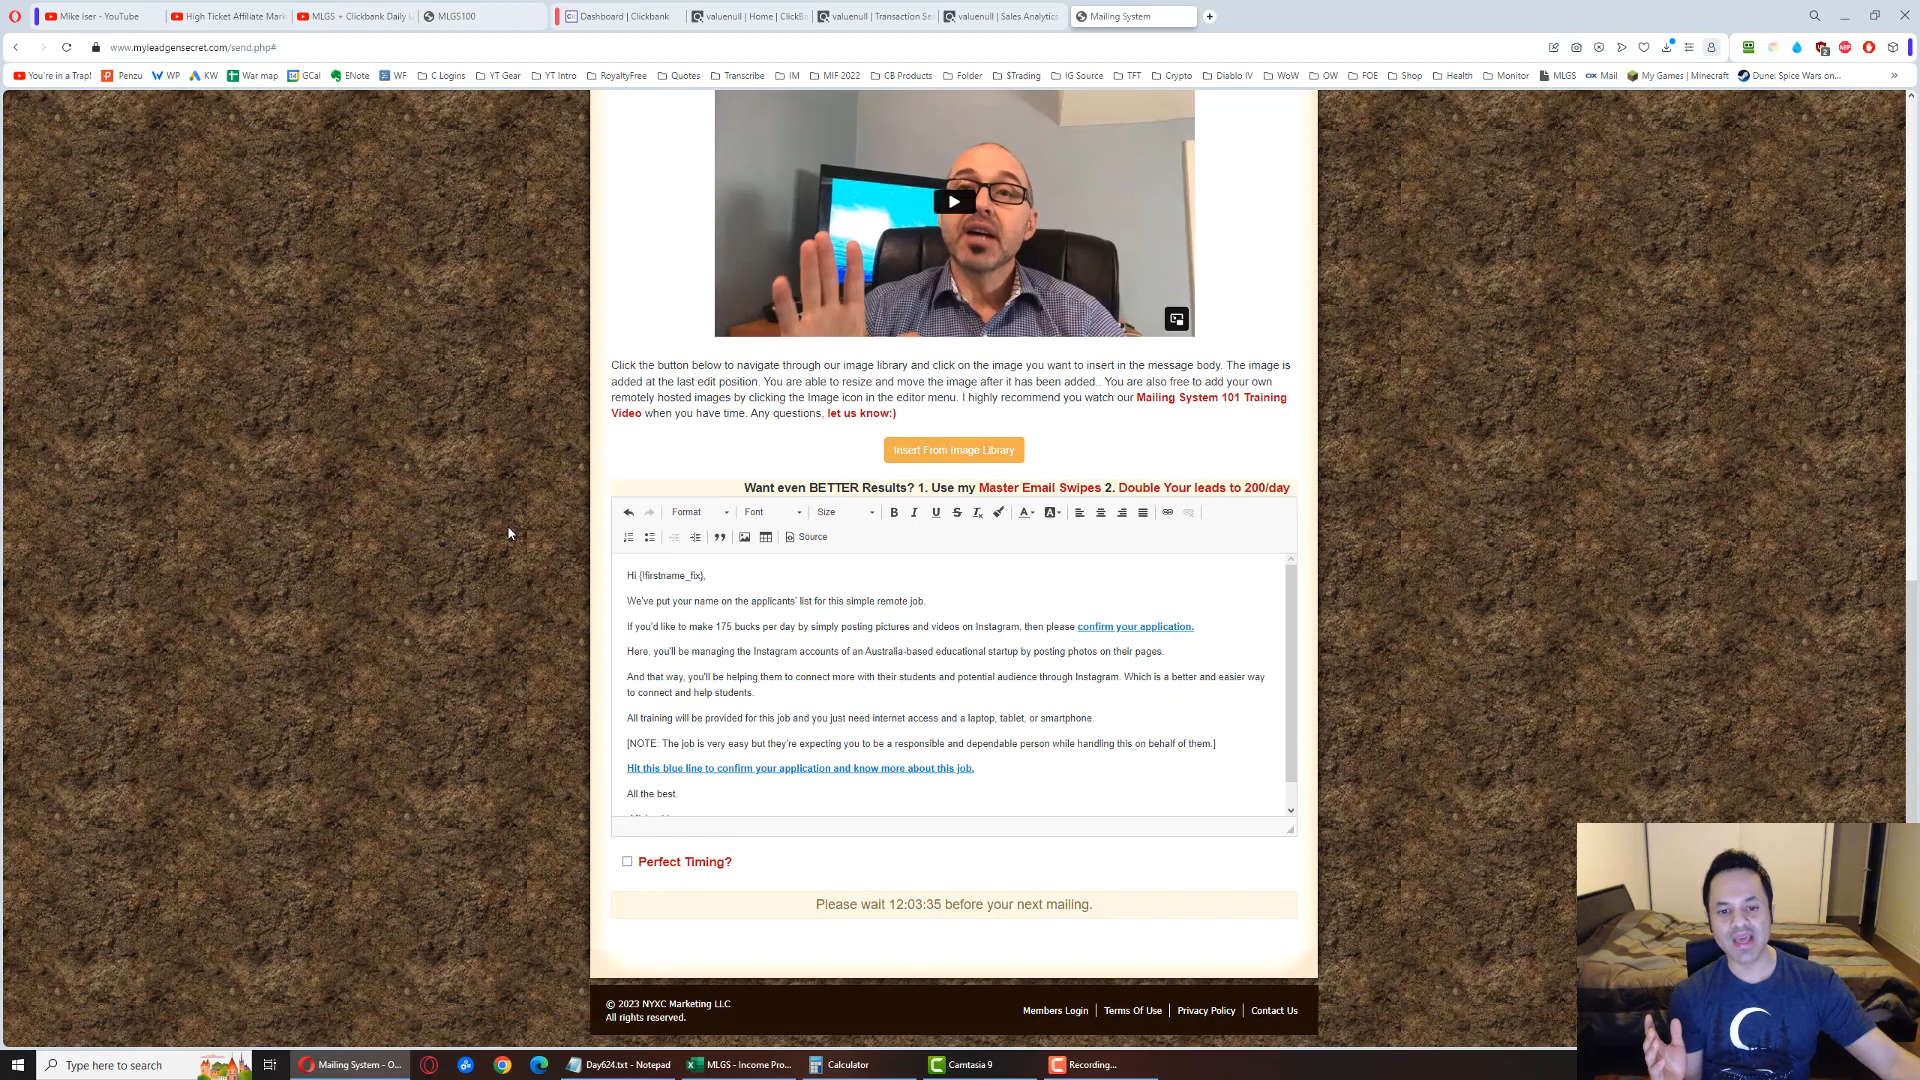 Mike Iser - YouTube
High Ticket Affiliate Mark
MLGS + Clickbank Daily U
MLGS100
Dashboard | Clickbank
valuenull | Home | ClickBa
valuenull | Transaction Se
valuenull | Sales Analytics
Mailing System
www.myleadgensecret.com/send.php#
You're in a Trap!
Penzu
WP
KW
War map
GCal
ENote
WF
C Logins
YT Gear
YT Intro
RoyaltyFree
Quotes
Transcribe
IM
MIF 2022
CB Products
Folder
$Trading
IG Source
TFT
Crypto
Diablo IV
WoW
OW
FOE
Shop
Health
Monitor
MLGS
Mail
My Games | Minecraft
Dune: Spice Wars on...
Click the button below to navigate through our image library and click on the image you want to insert in the message body. The image is
added at the last edit position. You are able to resize and move the image after it has been added.. You are also free to add your own
remotely hosted images by clicking the Image icon in the editor menu. I highly recommend you watch our Mailing System 101 Training
Video when you have time. Any questions, let us know:)
Insert From Image Library
Want even BETTER Results? 1. Use my Master Email Swipes 2. Double Your leads to 200/day
Format
Font
Size
Source
Hi {!firstname_fix},
We've put your name on the applicants' list for this simple remote job.
If you'd like to make 175 bucks per day by simply posting pictures and videos on Instagram, then please confirm your application.
Here, you'll be managing the Instagram accounts of an Australia-based educational startup by posting photos on their pages.
And that way, you'll be helping them to connect more with their students and potential audience through Instagram. Which is a better and easier way
to connect and help students.
All training will be provided for this job and you just need internet access and a laptop, tablet, or smartphone.
[NOTE: The job is very easy but they're expecting you to be a responsible and dependable person while handling this on behalf of them.]
Hit this blue line to confirm your application and know more about this job.
All the best.
Perfect Timing?
Please wait 12:03:35 before your next mailing.
© 2023 NYXC Marketing LLC
All rights reserved.
Members Login
Terms Of Use
Privacy Policy
Contact Us
Type here to search
Mailing System - O...
Day624.txt - Notepad
MLGS - Income Pro...
Calculator
Camtasia 9
Recording...